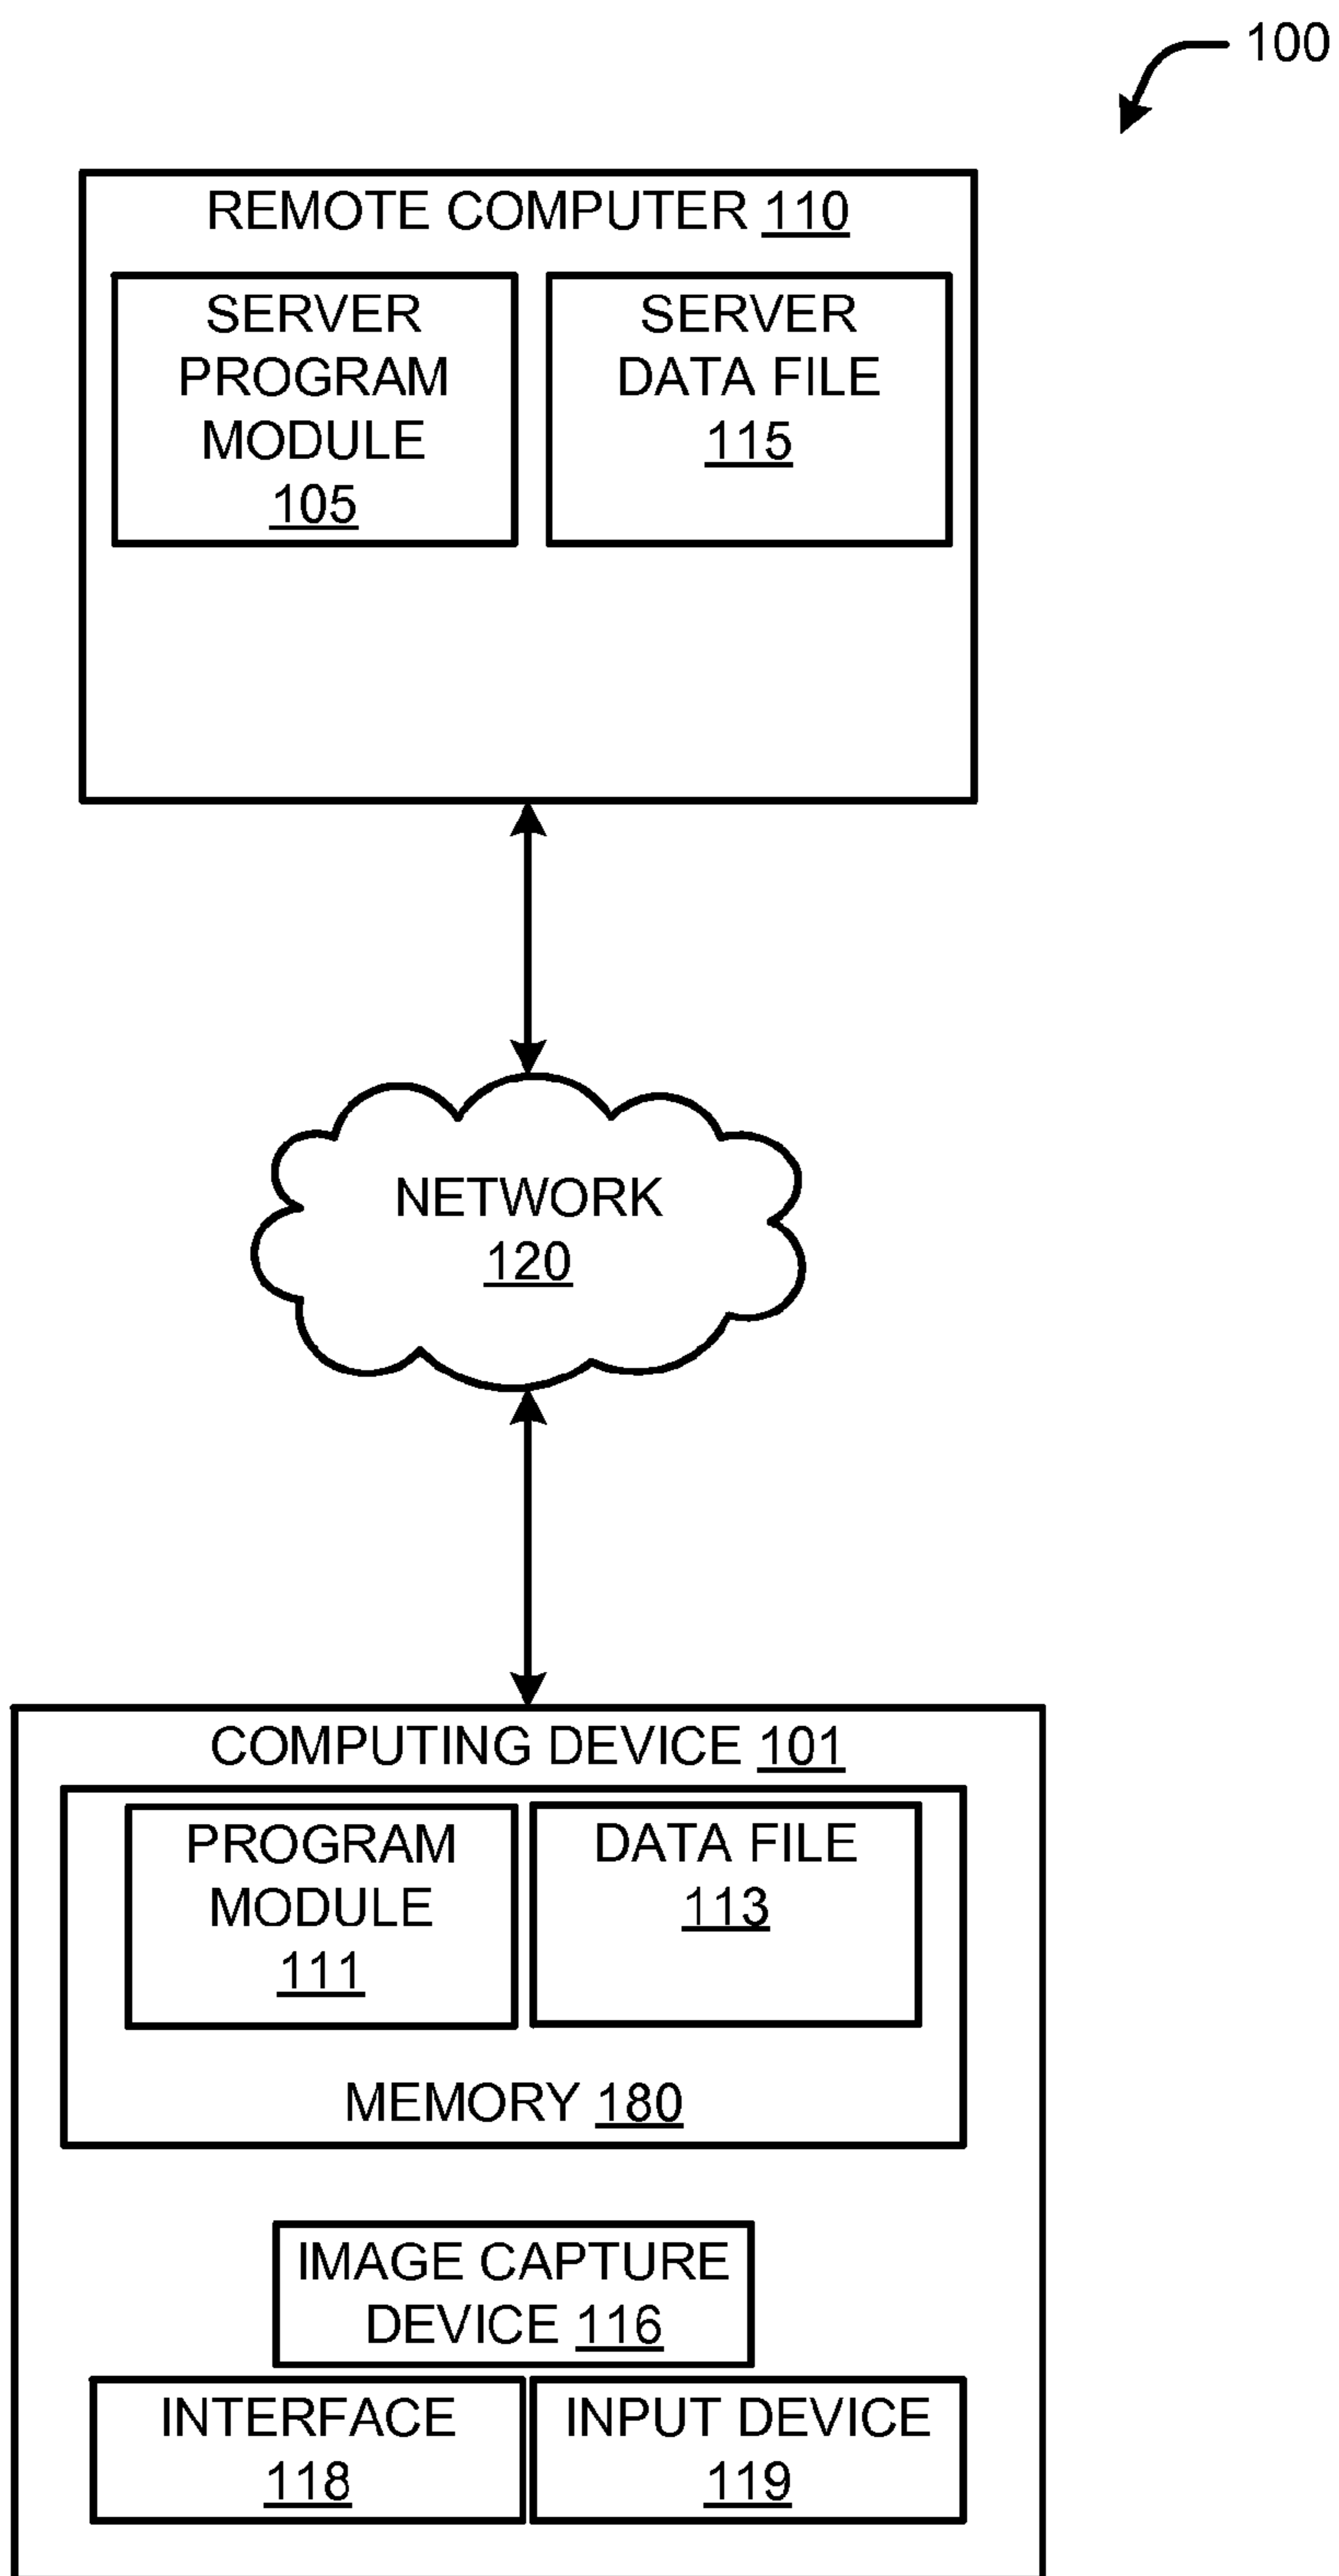 100
REMOTE COMPUTER 110
SERVER
PROGRAM
MODULE
105
SERVER
DATA FILE
115
NETWORK
120
COMPUTING DEVICE 101
PROGRAM
MODULE
111
DATA FILE
113
MEMORY 180
IMAGE CAPTURE
DEVICE 116
INTERFACE
118
INPUT DEVICE
119